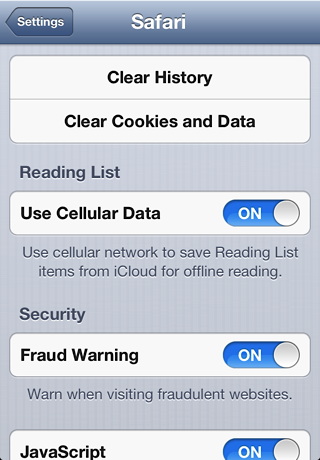 Settings
Safari
Clear History
Clear Cookies and Data
Reading List
Use Cellular Data
ON
Use cellular network to save Reading List
items from iCloud for offline reading.
Security
Fraud Warning
ON
Warn when visiting fraudulent websites.
JavaScript
ON